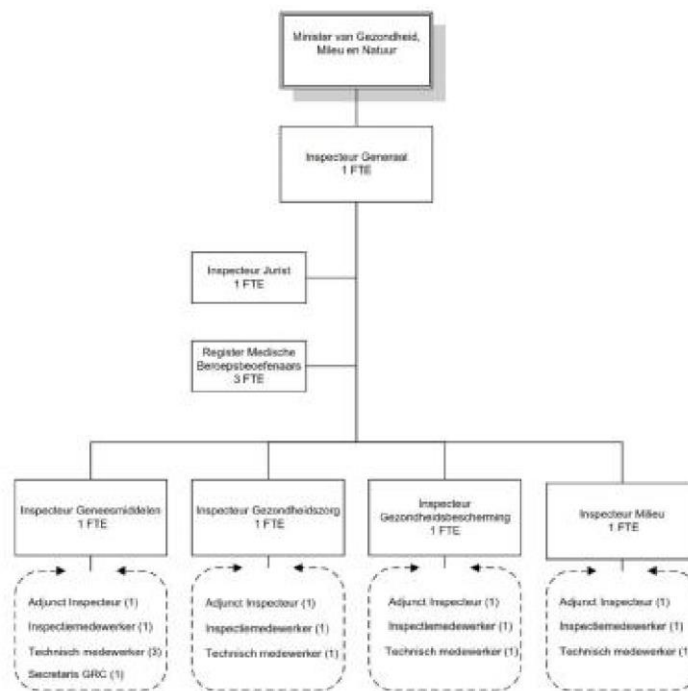 Minister van Gezondheid,
Milieu en Natuur
Inspecteur Generaal
1 FTE
Inspecteur Jurist
1 FTE
Register Medische
Beroepsbeoefenaars
3 FTE
Inspecteur Geneesmiddelen
1 FTE
Adjunct Inspecteur (1)
Inspectiemedewerker (1)
Technisch medewerker (3)
Secretaris GRC (1)
Inspecteur Gezondheidszorg
1 FTE
Adjunct Inspecteur (1)
Inspectiemedewerker (1)
Technisch medewerker (1)
Inspecteur
Gezondheidsbescherming
1 FTE
Adjunct Inspecteur (1)
Inspectiemedewerker (1)
Technisch medewerker (1)
Inspecteur Milieu
1 FTE
Adjunct Inspecteur (1)
Inspectiemedewerker (1)
Technisch medewerker (1)